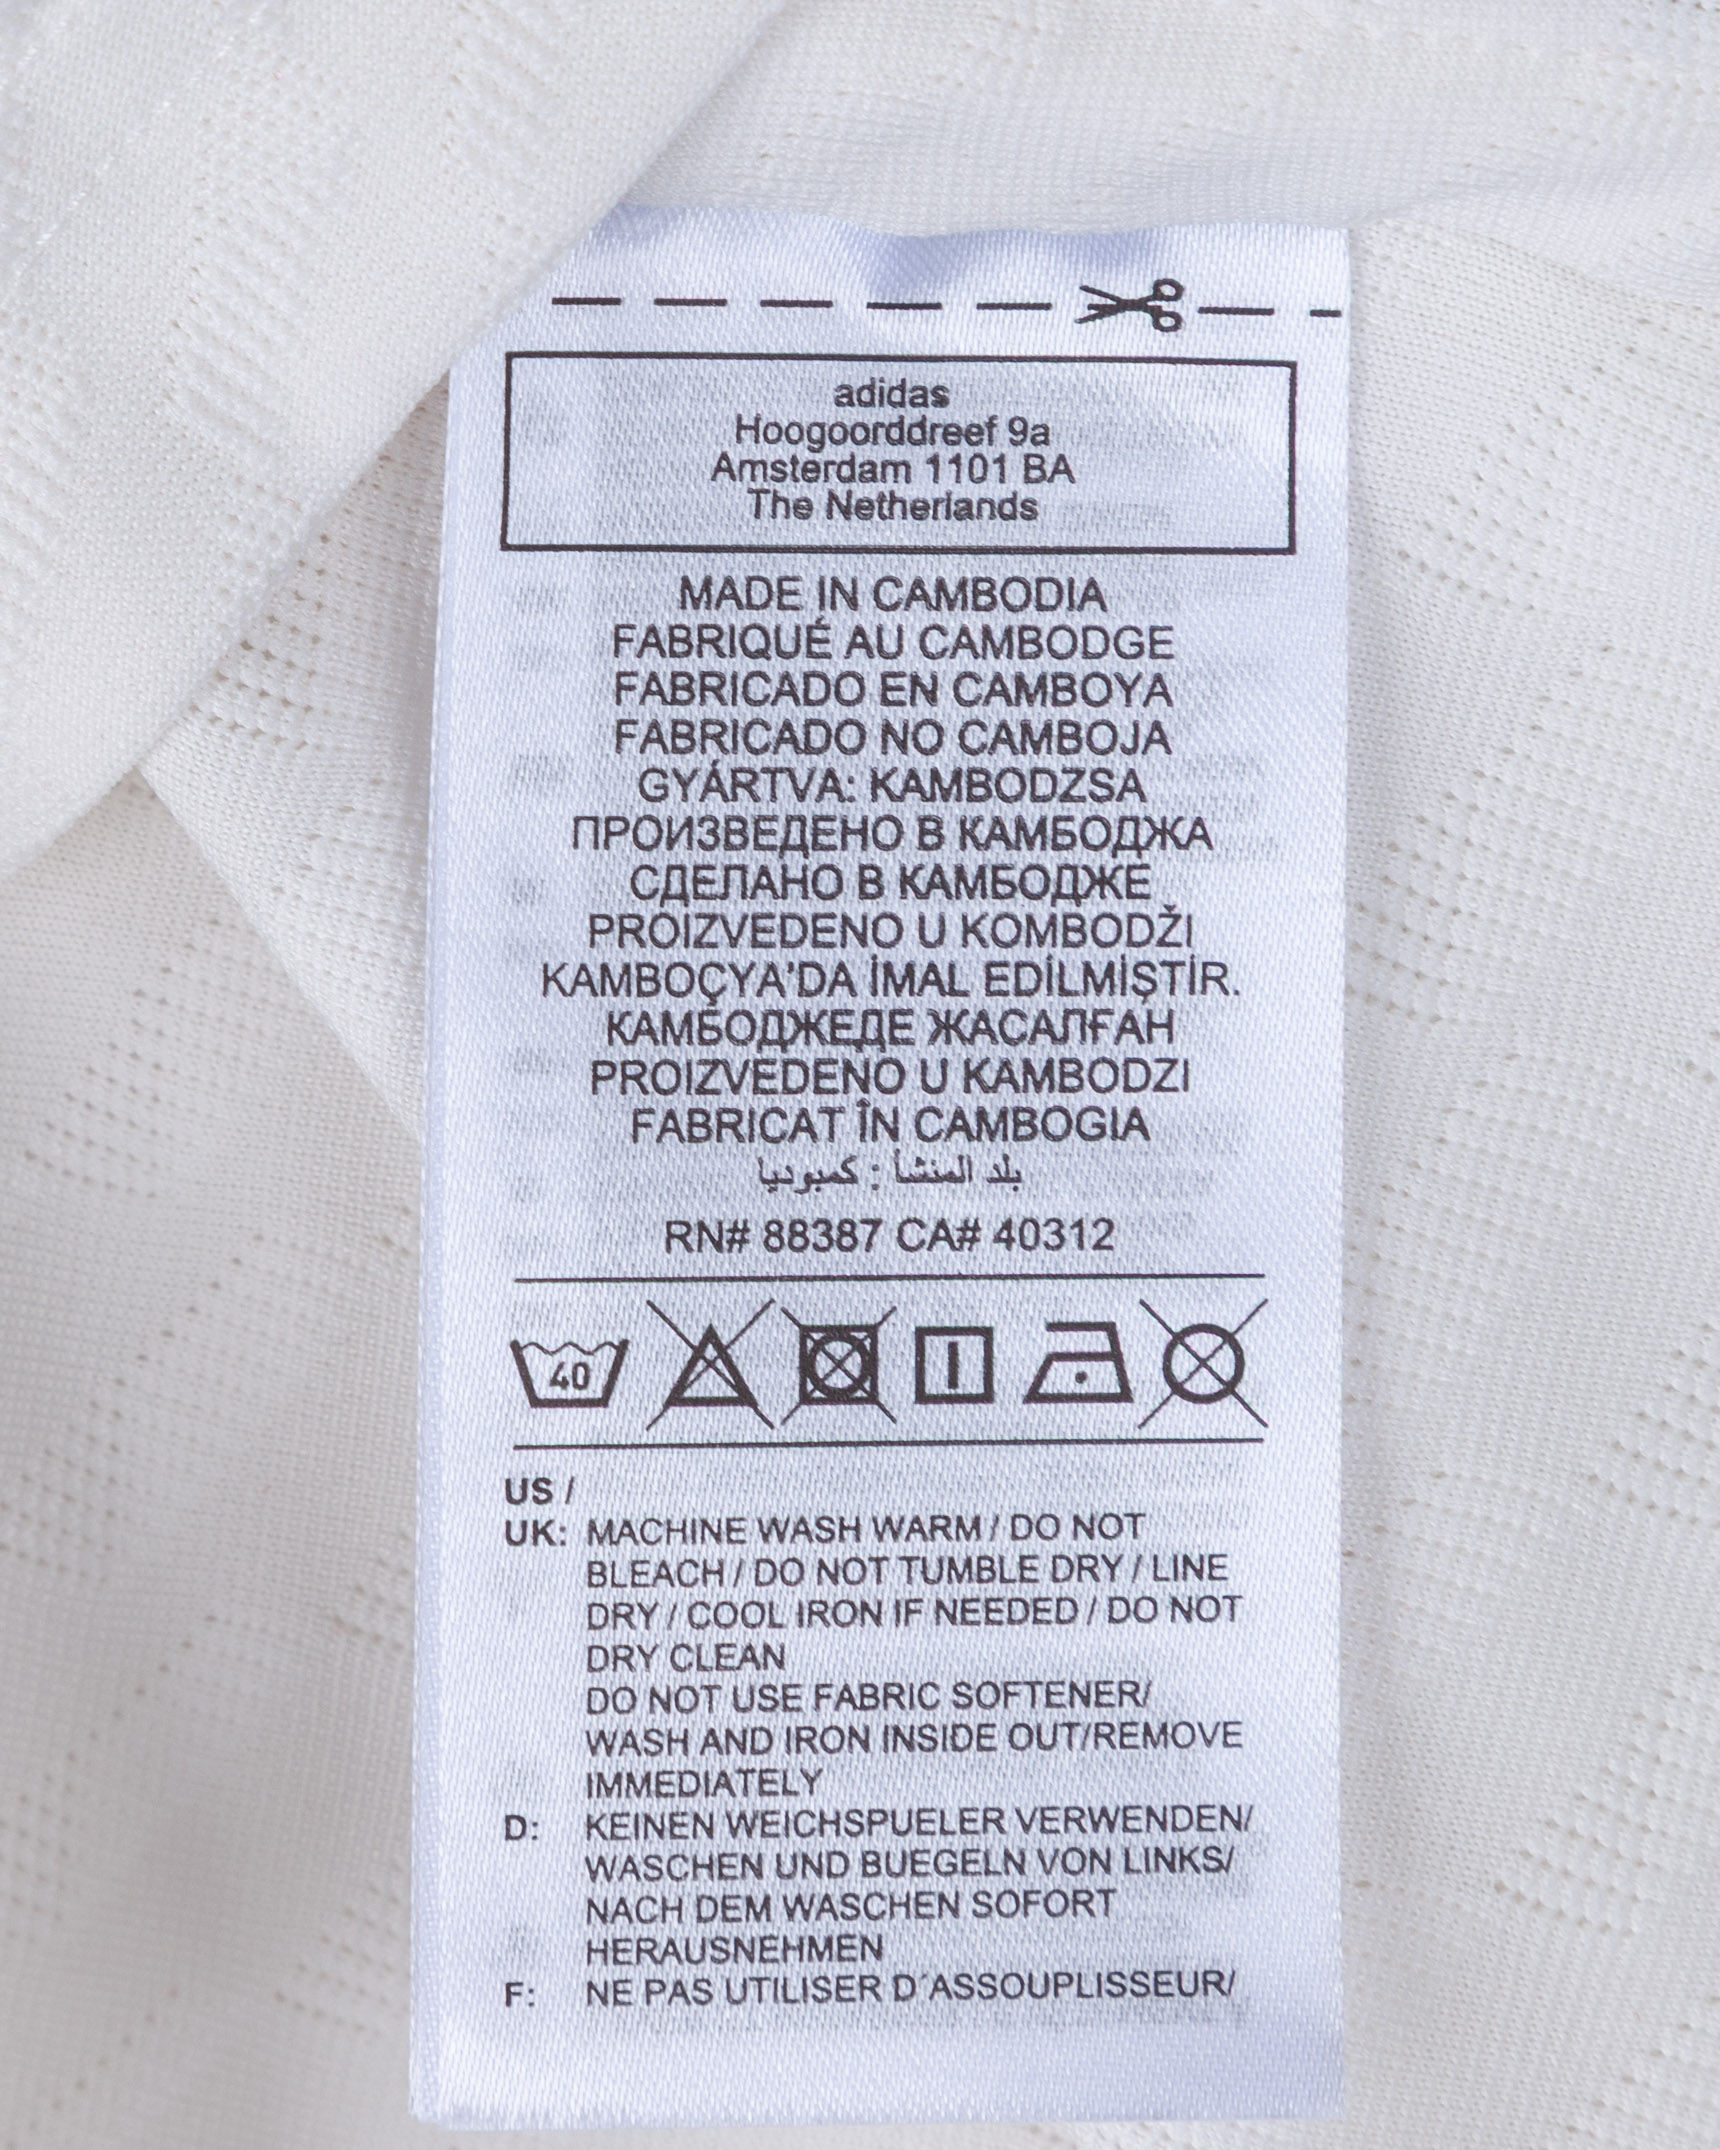 adidas
Hoogoorddreef 9a
Amsterdam 1101 BA
The Netherlands
MADE IN CAMBODIA
FABRIQUÉ AU CAMBODGE
FABRICADO EN CAMBOYA
FABRICADO NO CAMBOJA
GYÁRTVA: KAMBODZSA
ПРОИЗВЕДЕНО В КАМБОДЖА
СДЕЛАНО В КАМБОДЖЕ
PROIZVEDENO U KOMBODŽI
KAMBOÇYA'DA İMAL EDİLMİŞTİR.
КАМБОДЖЕДЕ ЖАСАЛҒАН
PROIZVEDENO U KAMBODZI
FABRICAT ÎN CAMBOGIA
بلد المنشأ : كمبوديا
RN# 88387 CA# 40312
40
US /
UK: MACHINE WASH WARM / DO NOT
BLEACH / DO NOT TUMBLE DRY / LINE
DRY / COOL IRON IF NEEDED / DO NOT
DRY CLEAN
DO NOT USE FABRIC SOFTENER/
WASH AND IRON INSIDE OUT/REMOVE
IMMEDIATELY
D: KEINEN WEICHSPUELER VERWENDEN/
WASCHEN UND BUEGELN VON LINKS/
NACH DEM WASCHEN SOFORT
HERAUSNEHMEN
F: NE PAS UTILISER D´ASSOUPLISSEUR/